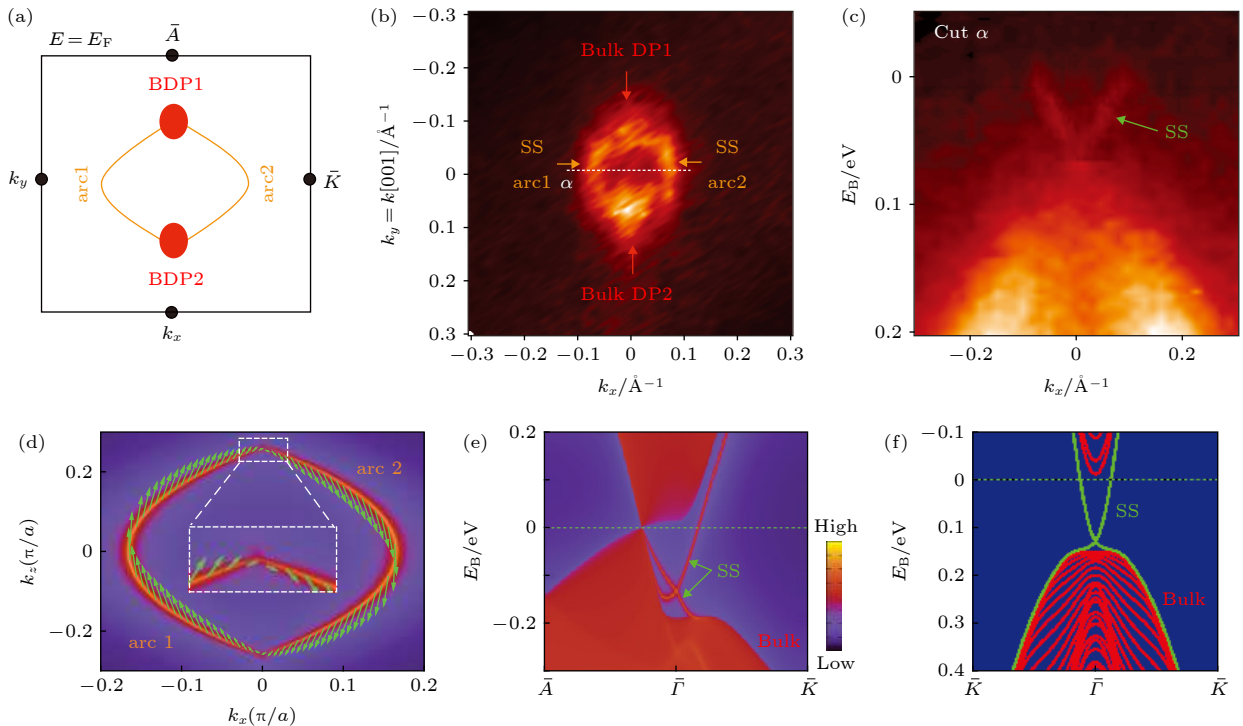 (a)
E = E_F
Ā
BDP1
k_y
arc1
arc2
K̄
BDP2
k_x
(b)
−0.3
−0.2
−0.1
0
0.1
0.2
0.3
k_y = k[001]/Å⁻¹
Bulk DP1
SS
SS
arc1
α
arc2
Bulk DP2
−0.3
−0.2
−0.1
0
0.1
0.2
0.3
k_x/Å⁻¹
(c)
Cut α
0
0.1
0.2
E_B/eV
SS
−0.2
0
0.2
k_x/Å⁻¹
(d)
0.2
0
−0.2
k_z(π/a)
arc 2
arc 1
−0.2
−0.1
0
0.1
0.2
k_x(π/a)
(e)
0.2
0
−0.2
E_B/eV
SS
Bulk
Ā
Γ̄
K̄
High
Low
(f)
-0.1
0
0.1
0.2
0.3
0.4
E_B/eV
SS
Bulk
K̄
Γ̄
K̄